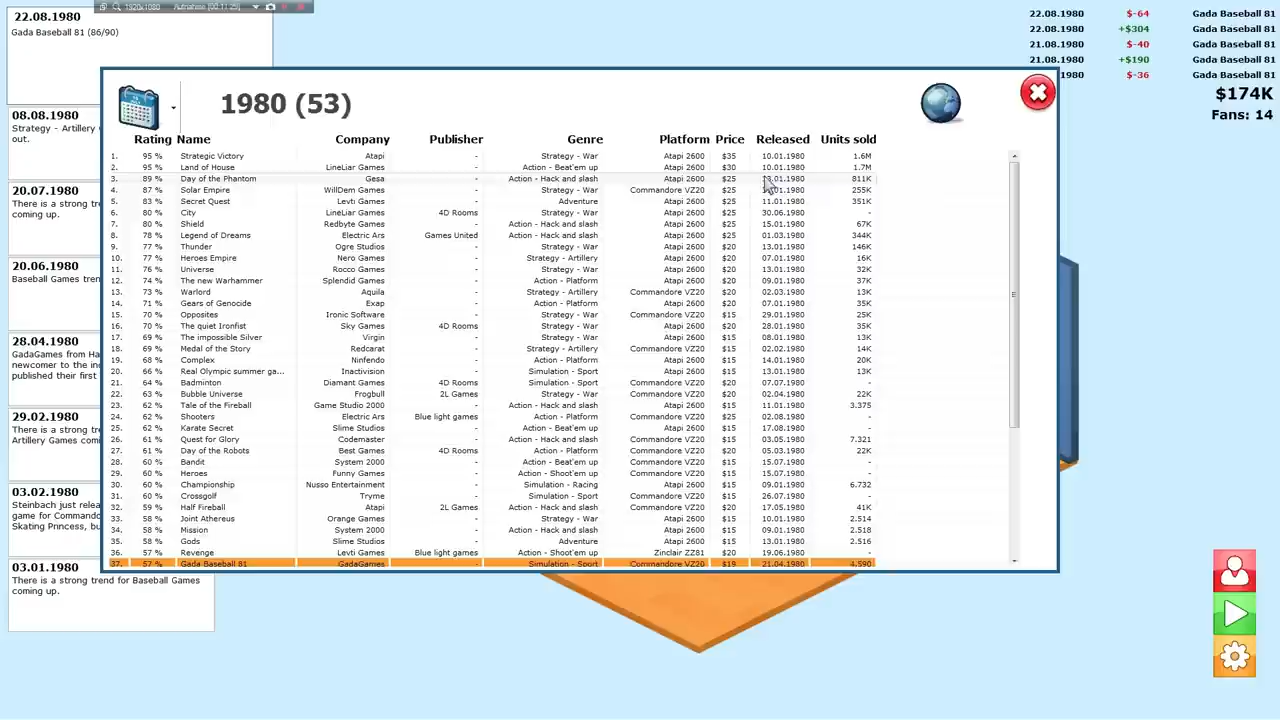 1920x1080 Aufnahme [00:11:25]
22.08.1980
Gada Baseball 81 (86/90)
08.08.1980
Strategy - Artillery
out.
20.07.1980
There is a strong tre
coming up.
20.06.1980
Baseball Games tren
28.04.1980
GadaGames from Ha
newcomer to the in
published their first
29.02.1980
There is a strong tre
Artillery Games comi
03.02.1980
Steinbach just relea
game for Commando
Skating Princess, bu
03.01.1980
There is a strong trend for Baseball Games
coming up.
22.08.1980 $-64 Gada Baseball 81
22.08.1980 +$304 Gada Baseball 81
21.08.1980 $-40 Gada Baseball 81
21.08.1980 +$190 Gada Baseball 81
1980 $-36 Gada Baseball 81
$174K
Fans: 14
1980 (53)
Rating Name Company Publisher Genre Platform Price Released Units sold
1. 95 % Strategic Victory Atapi - Strategy - War Atapi 2600 $35 10.01.1980 1.6M
2. 95 % Land of House LineLiar Games - Action - Beat'em up Atapi 2600 $30 10.01.1980 1.7M
3. 89 % Day of the Phantom Gesa - Action - Hack and slash Atapi 2600 $25 .01.1980 811K
4. 87 % Solar Empire WillDem Games - Strategy - War Commandore VZ20 $25 .01.1980 255K
5. 83 % Secret Quest Levti Games - Adventure Atapi 2600 $25 11.01.1980 351K
6. 80 % City LineLiar Games 4D Rooms Strategy - War Atapi 2600 $25 30.06.1980 -
7. 80 % Shield Redbyte Games - Action - Hack and slash Atapi 2600 $25 15.01.1980 67K
8. 78 % Legend of Dreams Electric Ars Games United Action - Hack and slash Atapi 2600 $25 01.03.1980 344K
9. 77 % Thunder Ogre Studios - Strategy - War Atapi 2600 $20 13.01.1980 146K
10. 77 % Heroes Empire Nero Games - Strategy - Artillery Atapi 2600 $20 07.01.1980 16K
11. 76 % Universe Rocco Games - Strategy - War Atapi 2600 $20 13.01.1980 32K
12. 74 % The new Warhammer Splendid Games - Action - Platform Atapi 2600 $20 09.01.1980 37K
13. 73 % Warlord Aquila - Strategy - Artillery Commandore VZ20 $20 02.03.1980 13K
14. 71 % Gears of Genocide Exap - Action - Platform Atapi 2600 $20 07.01.1980 35K
15. 70 % Opposites Ironic Software - Strategy - War Commandore VZ20 $15 29.01.1980 25K
16. 70 % The quiet Ironfist Sky Games 4D Rooms Strategy - War Atapi 2600 $20 28.01.1980 35K
17. 69 % The impossible Silver Virgin - Strategy - War Atapi 2600 $15 08.01.1980 13K
18. 69 % Medal of the Story Redcarat - Strategy - Artillery Commandore VZ20 $20 02.02.1980 14K
19. 68 % Complex Ninfendo - Action - Platform Atapi 2600 $15 14.01.1980 20K
20. 66 % Real Olympic summer ga... Inactivision - Simulation - Sport Atapi 2600 $15 13.01.1980 13K
21. 64 % Badminton Diamant Games 4D Rooms Simulation - Sport Commandore VZ20 $20 07.07.1980 -
22. 63 % Bubble Universe Frogbull 2L Games Strategy - War Commandore VZ20 $20 02.04.1980 22K
23. 62 % Tale of the Fireball Game Studio 2000 - Action - Hack and slash Atapi 2600 $15 11.01.1980 3.375
24. 62 % Shooters Electric Ars Blue light games Action - Platform Commandore VZ20 $25 02.08.1980 -
25. 62 % Karate Secret Slime Studios - Action - Beat'em up Atapi 2600 $15 17.08.1980 -
26. 61 % Quest for Glory Codemaster - Action - Hack and slash Commandore VZ20 $15 03.05.1980 7.321
27. 61 % Day of the Robots Best Games 4D Rooms Action - Platform Commandore VZ20 $15 05.03.1980 22K
28. 60 % Bandit System 2000 - Action - Beat'em up Commandore VZ20 $15 15.07.1980 -
29. 60 % Heroes Funny Games - Action - Shoot'em up Commandore VZ20 $15 15.07.1980 -
30. 60 % Championship Nusso Entertainment - Simulation - Racing Atapi 2600 $15 09.01.1980 6.732
31. 60 % Crossgolf Tryme - Simulation - Sport Commandore VZ20 $15 26.07.1980 -
32. 59 % Half Fireball Atapi 2L Games Action - Hack and slash Commandore VZ20 $15 17.05.1980 41K
33. 58 % Joint Athereus Orange Games - Strategy - War Atapi 2600 $15 10.01.1980 2.514
34. 58 % Mission System 2000 - Action - Hack and slash Atapi 2600 $15 09.01.1980 2.518
35. 58 % Gods Slime Studios - Adventure Atapi 2600 $15 13.01.1980 2.516
36. 57 % Revenge Levti Games Blue light games Action - Shoot'em up Zinclair ZZ81 $20 19.06.1980 -
37. 57 % Gada Baseball 81 GadaGames - Simulation - Sport Commandore VZ20 $19 21.04.1980 4.590